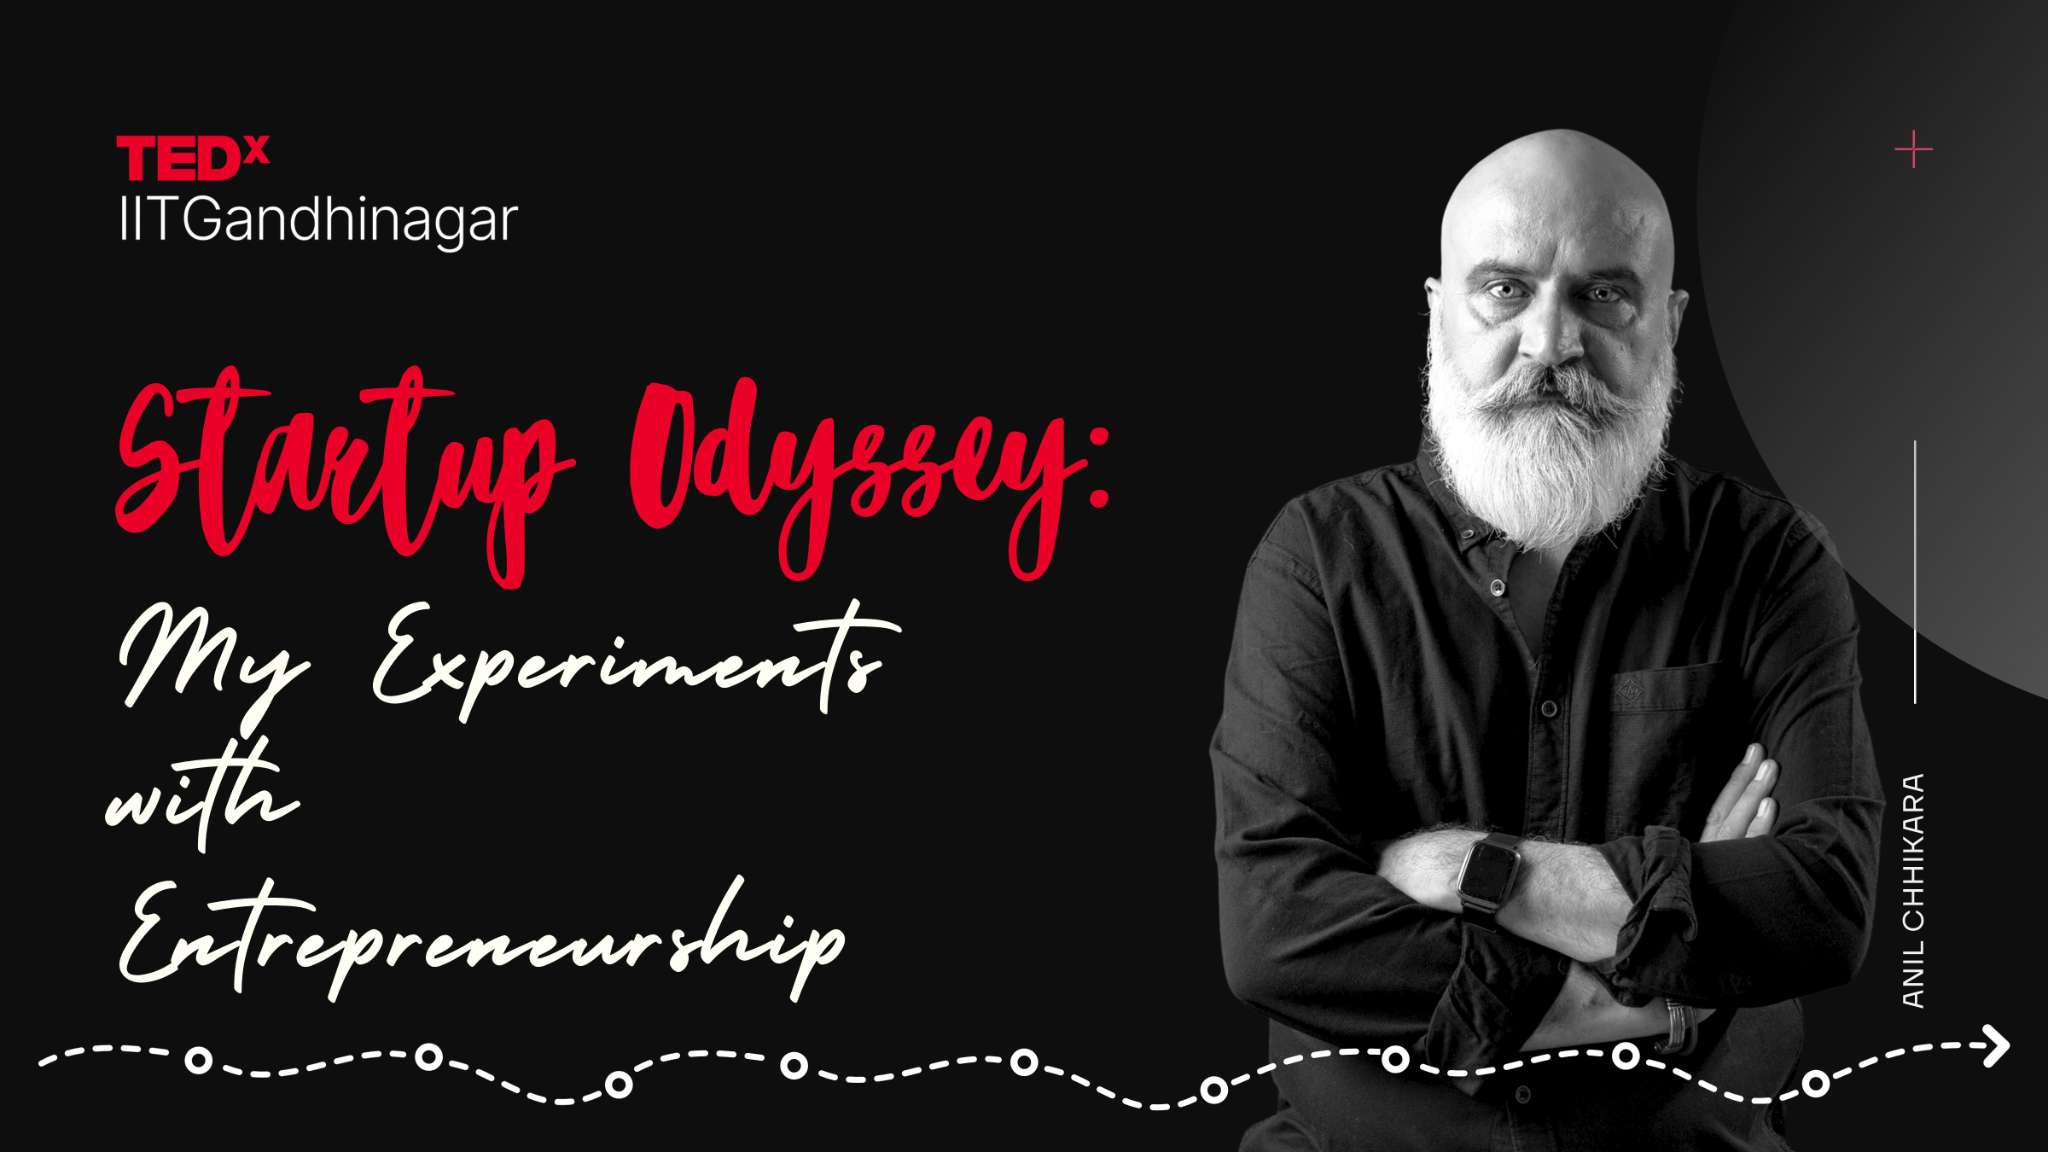 TEDx
IITGandhinagar
Startup Odyssey:
My Experiments
with
Entrepreneurship
ANIL CHHIKARA